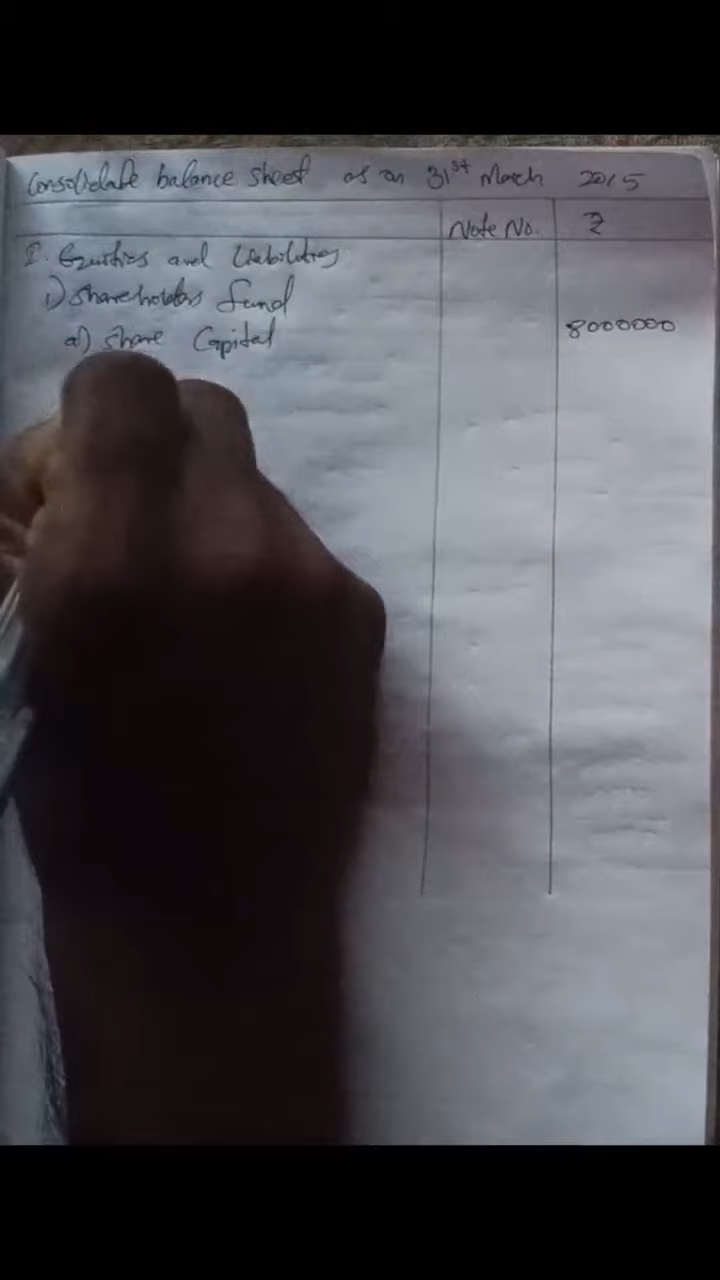 Consolidate balance sheet as on 31st March 2015
Note No. ₹
I. Equities and Liabilities
1) Shareholders fund
a) Share Capital 8000000